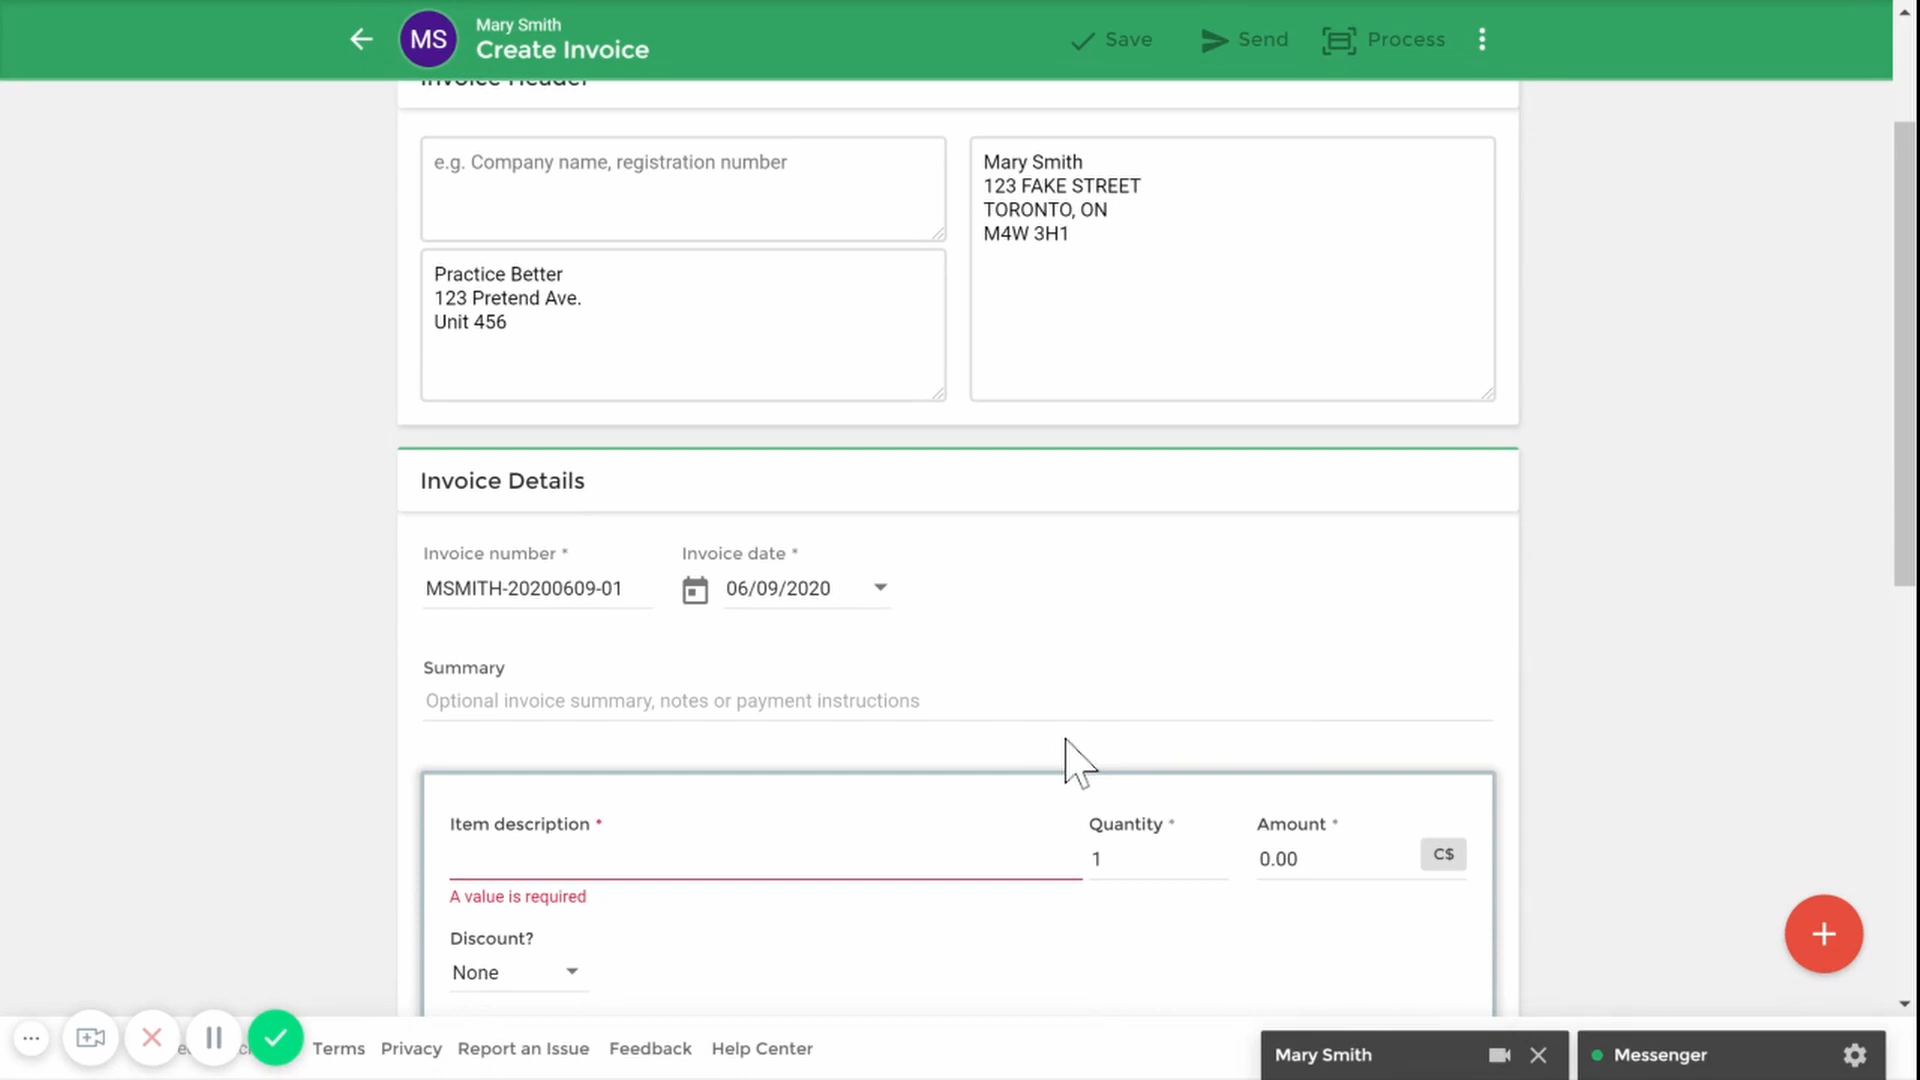 MS
Mary Smith
Create Invoice
Save
Send
Process
Invoice Header
e.g. Company name, registration number
Practice Better
123 Pretend Ave.
Unit 456
Mary Smith
123 FAKE STREET
TORONTO, ON
M4W 3H1
Invoice Details
Invoice number *
MSMITH-20200609-01
Invoice date *
06/09/2020
Summary
Optional invoice summary, notes or payment instructions
Item description *
Quantity *
1
Amount *
0.00
C$
A value is required
Discount?
None
Terms Privacy Report an Issue Feedback Help Center
Mary Smith
Messenger